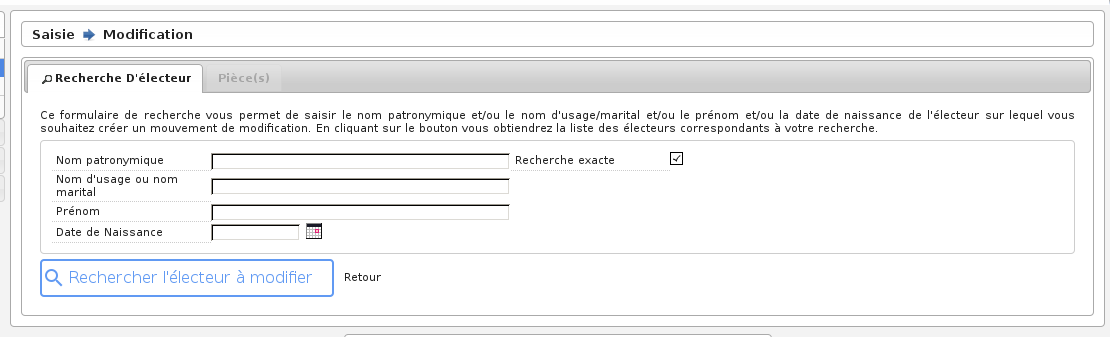 Saisie Modification
Recherche D'électeur Pièce(s)
Ce formulaire de recherche vous permet de saisir le nom patronymique et/ou le nom d'usage/marital et/ou le prénom et/ou la date de naissance de l'électeur sur lequel vous
souhaitez créer un mouvement de modification. En cliquant sur le bouton vous obtiendrez la liste des électeurs correspondants à votre recherche.
Nom patronymique Recherche exacte
Nom d'usage ou nom
marital
Prénom
Date de Naissance
Rechercher l'électeur à modifier Retour